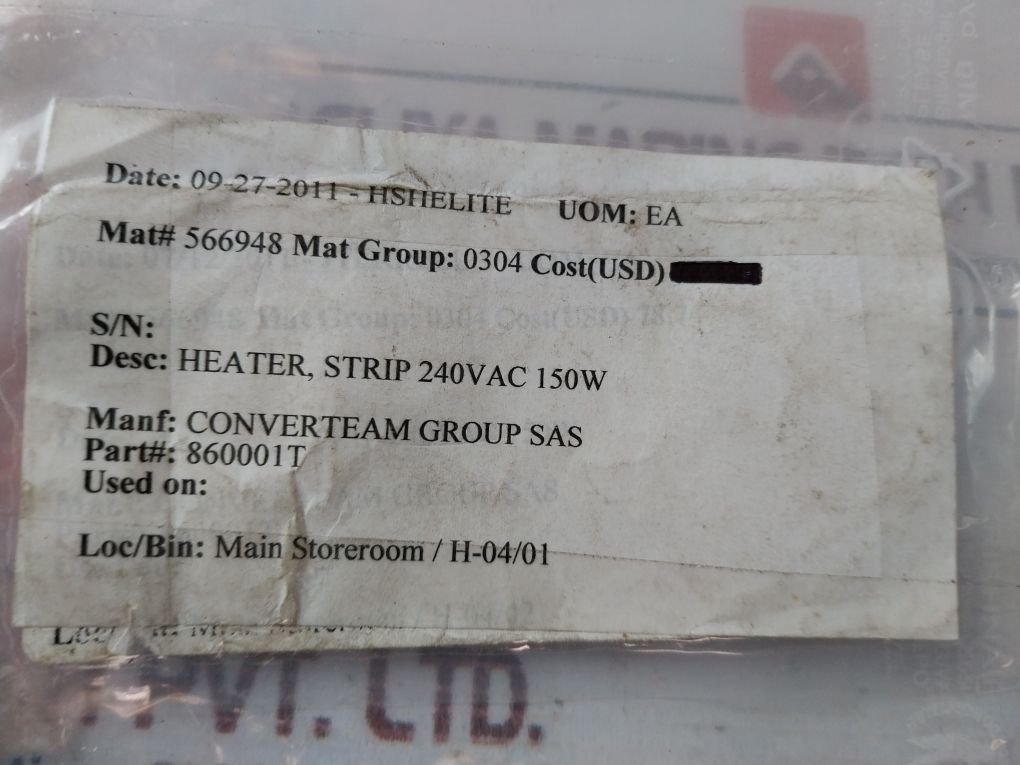 Date: 09-27-2011 - HSHELITE UOM: EA
Mat# 566948 Mat Group: 0304 Cost(USD)
S/N:
Desc: HEATER, STRIP 240VAC 150W
Manf: CONVERTEAM GROUP SAS
Part#: 860001T
Used on:
Loc/Bin: Main Storeroom / H-04/01
PVT. LTD.